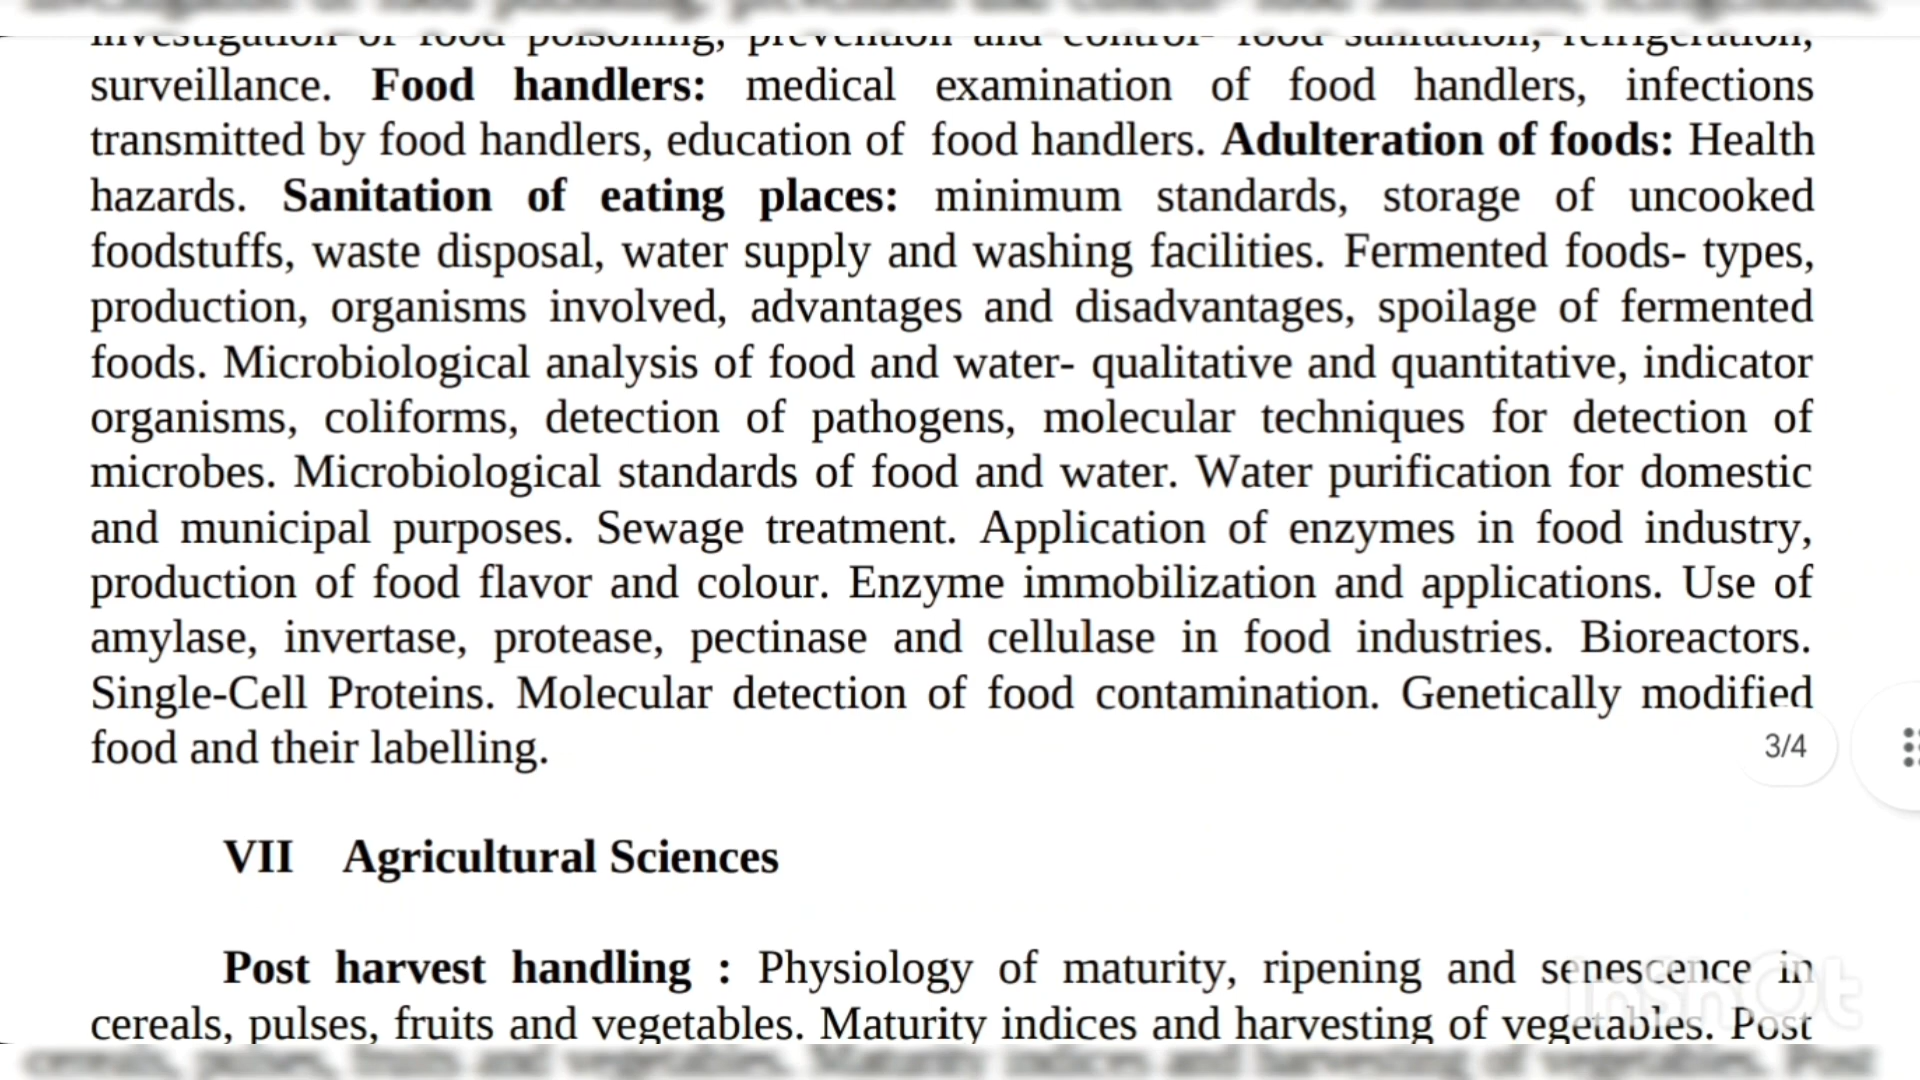 investigation of food poisoning, prevention and control- food sanitation, refrigeration,
surveillance. Food handlers: medical examination of food handlers, infections
transmitted by food handlers, education of food handlers. Adulteration of foods: Health
hazards. Sanitation of eating places: minimum standards, storage of uncooked
foodstuffs, waste disposal, water supply and washing facilities. Fermented foods- types,
production, organisms involved, advantages and disadvantages, spoilage of fermented
foods. Microbiological analysis of food and water- qualitative and quantitative, indicator
organisms, coliforms, detection of pathogens, molecular techniques for detection of
microbes. Microbiological standards of food and water. Water purification for domestic
and municipal purposes. Sewage treatment. Application of enzymes in food industry,
production of food flavor and colour. Enzyme immobilization and applications. Use of
amylase, invertase, protease, pectinase and cellulase in food industries. Bioreactors.
Single-Cell Proteins. Molecular detection of food contamination. Genetically modified
food and their labelling.
3/4
VII Agricultural Sciences
Post harvest handling : Physiology of maturity, ripening and senescence in
cereals, pulses, fruits and vegetables. Maturity indices and harvesting of vegetables. Post
InShOt